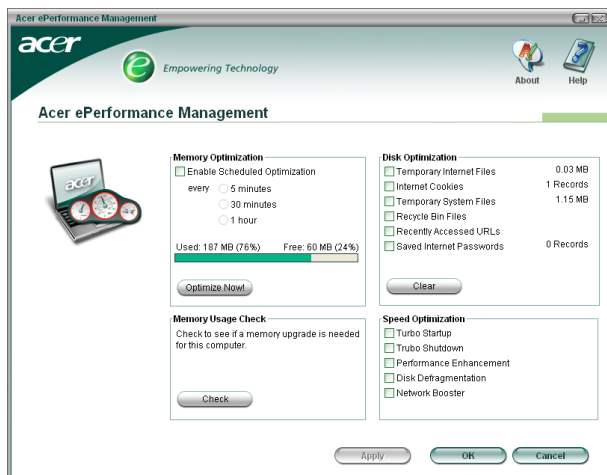 Acer ePerformance Management
acer
e Empowering Technology
About
Help
Acer ePerformance Management
acer
Memory Optimization
Enable Scheduled Optimization
every 5 minutes
30 minutes
1 hour
Used: 187 MB (76%) Free: 60 MB (24%)
Optimize Now!
Disk Optimization
Temporary Internet Files 0.03 MB
Internet Cookies 1 Records
Temporary System Files 1.15 MB
Recycle Bin Files
Recently Accessed URLs
Saved Internet Passwords 0 Records
Clear
Memory Usage Check
Check to see if a memory upgrade is needed
for this computer.
Check
Speed Optimization
Turbo Startup
Trubo Shutdown
Performance Enhancement
Disk Defragmentation
Network Booster
Apply
OK
Cancel